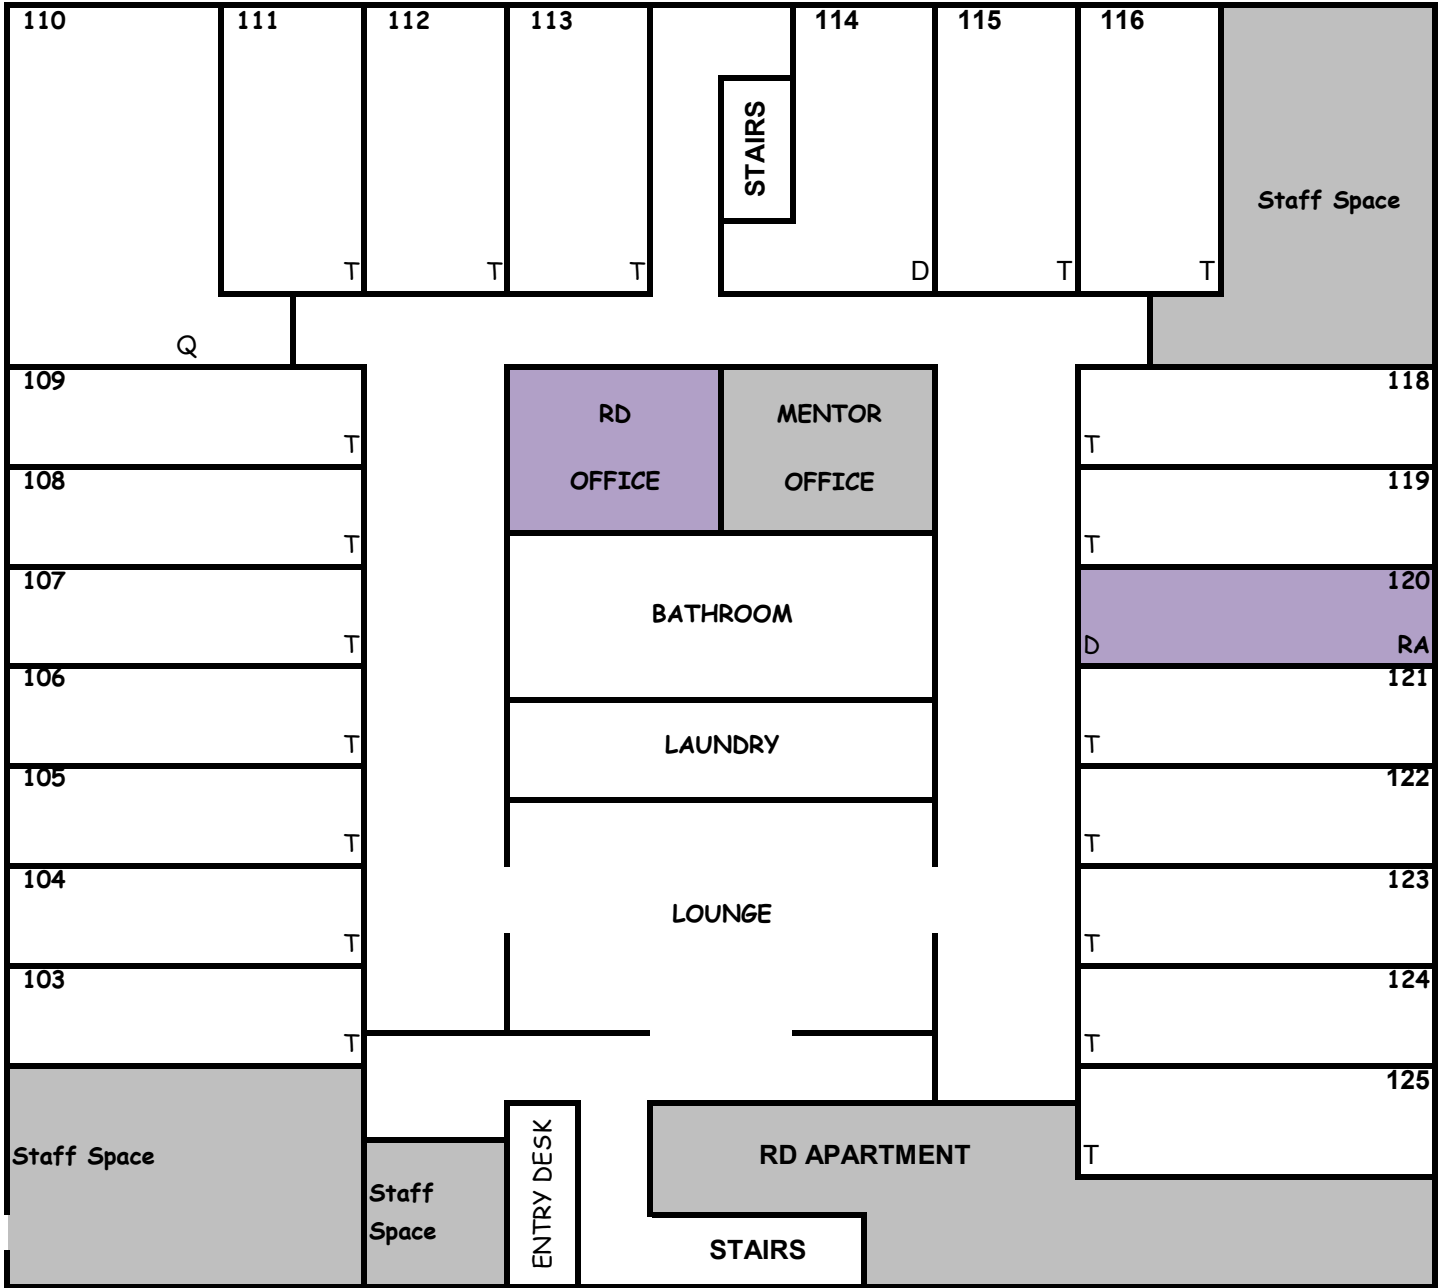 110
111
112
113
114
115
116
STAIRS
Staff Space
T
T
T
D
T
T
Q
109
T
RD
OFFICE
MENTOR
OFFICE
118
T
108
T
119
T
107
T
BATHROOM
120
D
RA
106
T
LAUNDRY
121
T
105
T
122
T
104
T
LOUNGE
123
T
103
T
124
T
125
T
Staff Space
Staff
Space
ENTRY DESK
RD APARTMENT
STAIRS